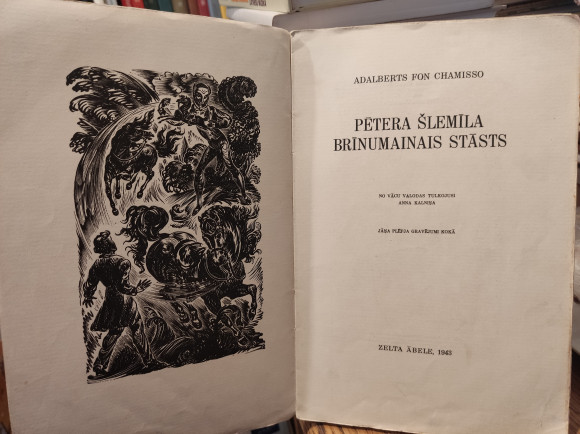 ADALBERTS FON CHAMISSO
PĒTERA ŠLEMĪLA
BRĪNUMAINAIS STĀSTS
NO VĀCU VALODAS TULKOJUSI
ANNA KALNIŅA
JĀŅA PLĒPJA GRAVĒJUMI KOKĀ
ZELTA ĀBELE, 1943